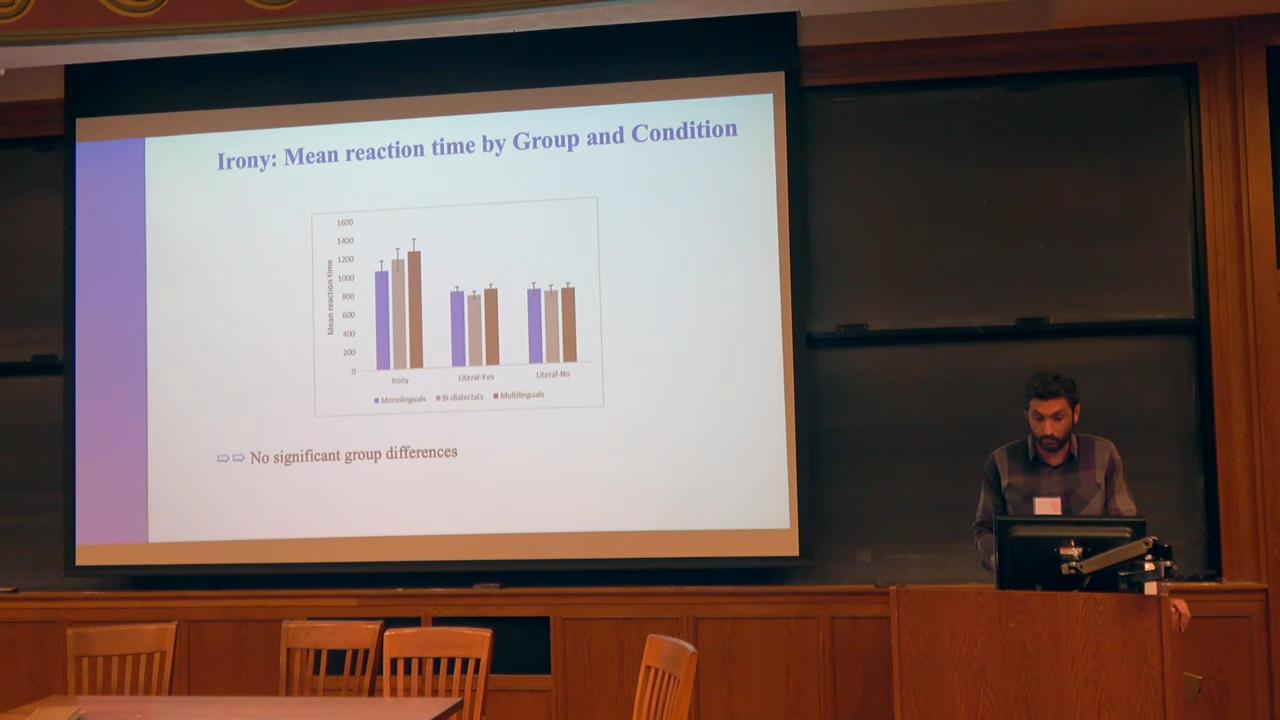 Irony: Mean reaction time by Group and Condition
1600
1400
1200
1000
800
600
400
200
0
Mean reaction time
Irony
Literal-Yes
Literal-No
Monolinguals
Bi-dialectals
Multilinguals
⇨⇨ No significant group differences